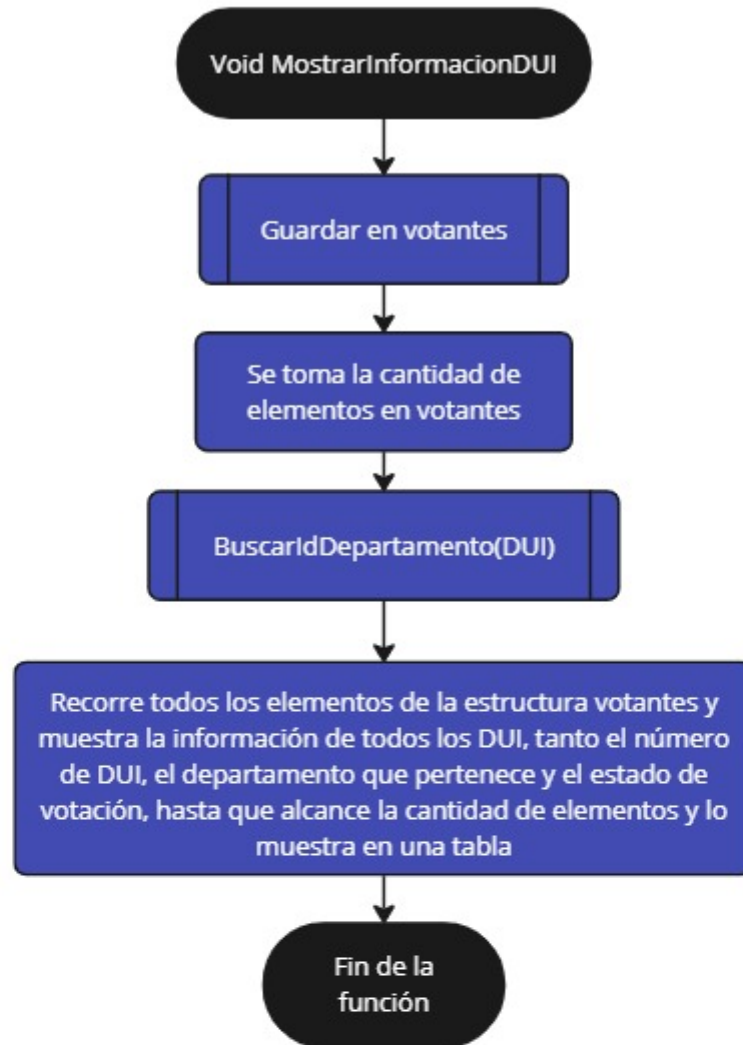 Void MostrarInformacionDUI
Guardar en votantes
Se toma la cantidad de
elementos en votantes
BuscarIdDepartamento(DUI)
Recorre todos los elementos de la estructura votantes y
muestra la información de todos los DUI, tanto el número
de DUI, el departamento que pertenece y el estado de
votación, hasta que alcance la cantidad de elementos y lo
muestra en una tabla
Fin de la
función